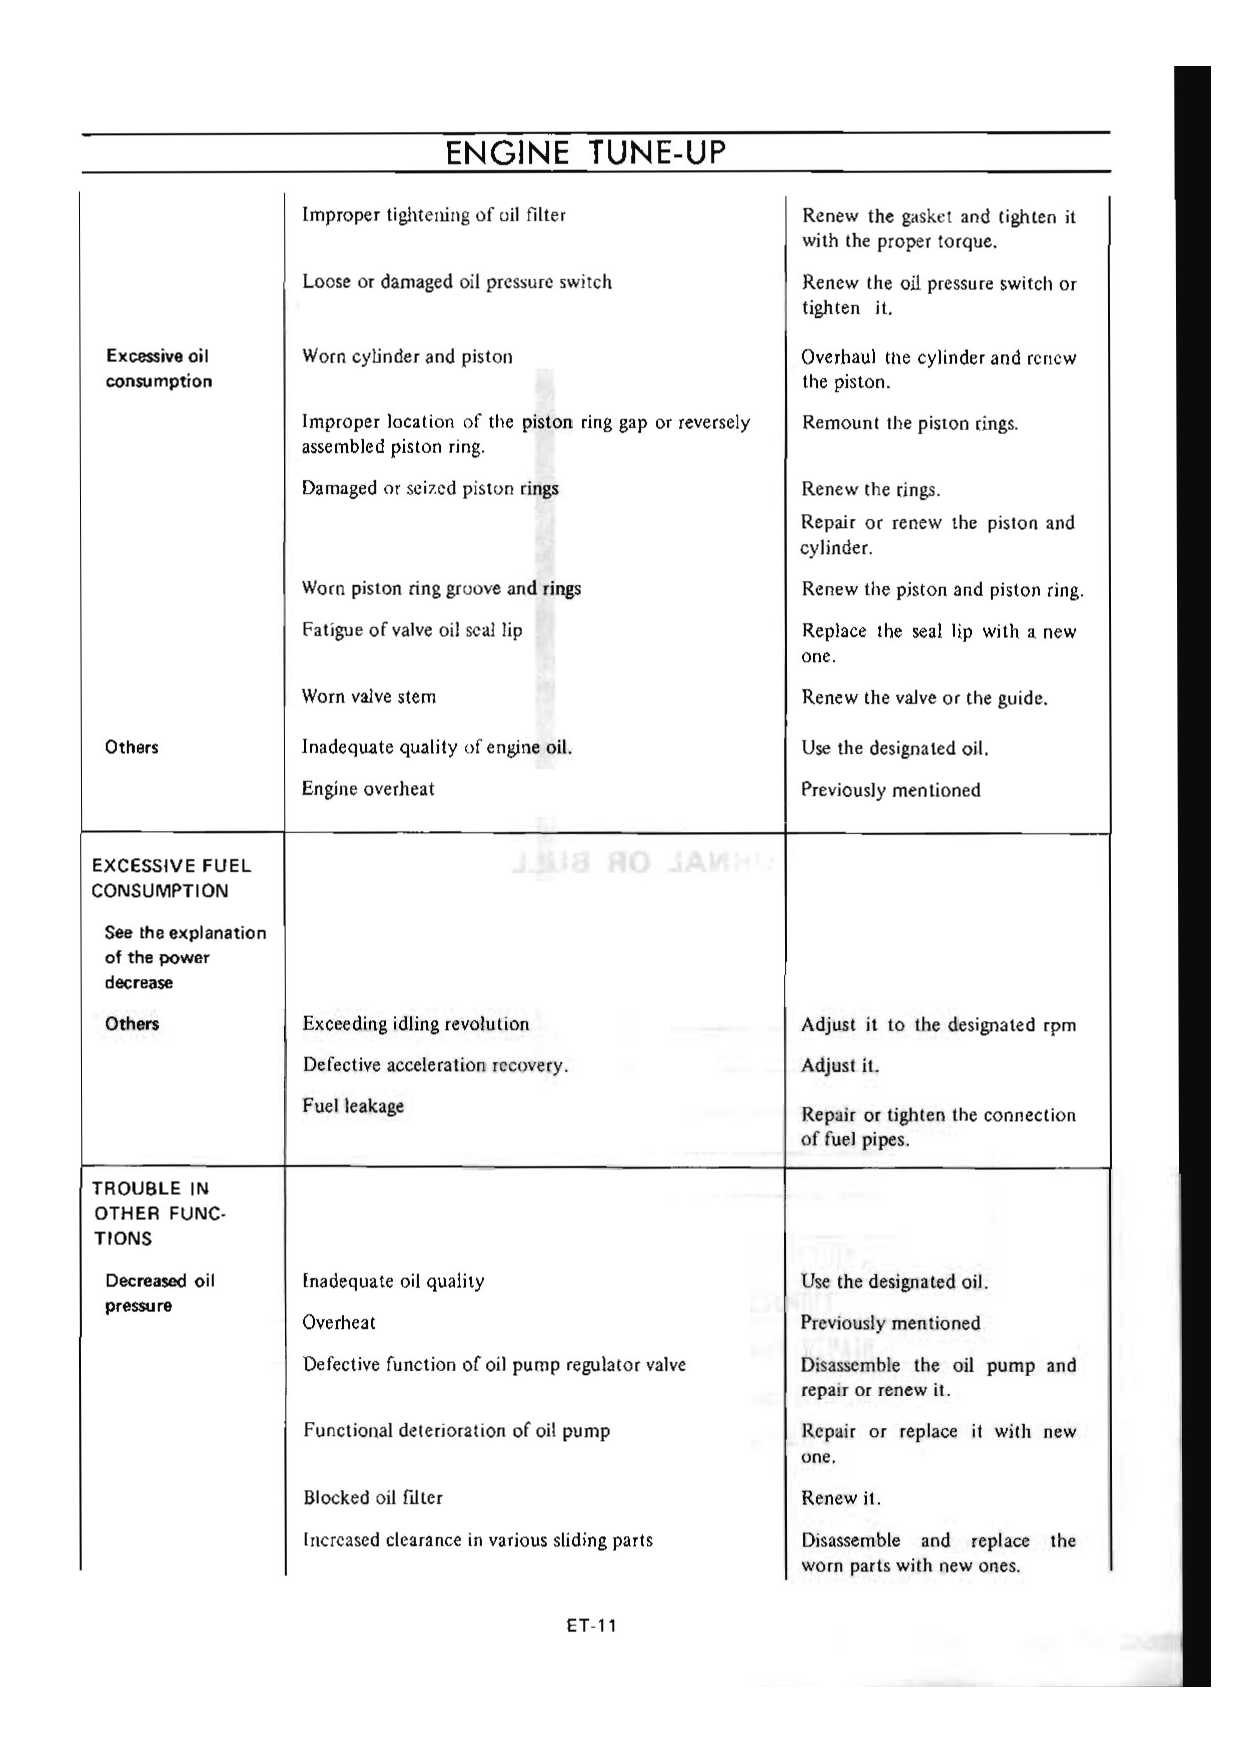 ENGINE TUNE-UP
Improper tightening of oil filter
Renew the gasket and tighten it
with the proper torque.
Loose or damaged oil pressure switch
Renew the oil pressure switch or
tighten it.
Excessive oil
consumption
Worn cylinder and piston
Overhaul the cylinder and renew
the piston.
Improper location of the piston ring gap or reversely
assembled piston ring.
Remount the piston rings.
Damaged or seized piston rings
Renew the rings.
Repair or renew the piston and
cylinder.
Worn piston ring groove and rings
Renew the piston and piston ring.
Fatigue of valve oil seal lip
Replace the seal lip with a new
one.
Worn valve stem
Renew the valve or the guide.
Others
Inadequate quality of engine oil.
Use the designated oil.
Engine overheat
Previously mentioned
EXCESSIVE FUEL
CONSUMPTION
See the explanation
of the power
decrease
Others
Exceeding idling revolution
Adjust it to the designated rpm
Defective acceleration recovery.
Adjust it.
Fuel leakage
Repair or tighten the connection
of fuel pipes.
TROUBLE IN
OTHER FUNC-
TIONS
Decreased oil
pressure
Inadequate oil quality
Use the designated oil.
Overheat
Previously mentioned
Defective function of oil pump regulator valve
Disassemble the oil pump and
repair or renew it.
Functional deterioration of oil pump
Repair or replace it with new
one.
Blocked oil filter
Renew it.
Increased clearance in various sliding parts
Disassemble and replace the
worn parts with new ones.
ET-11